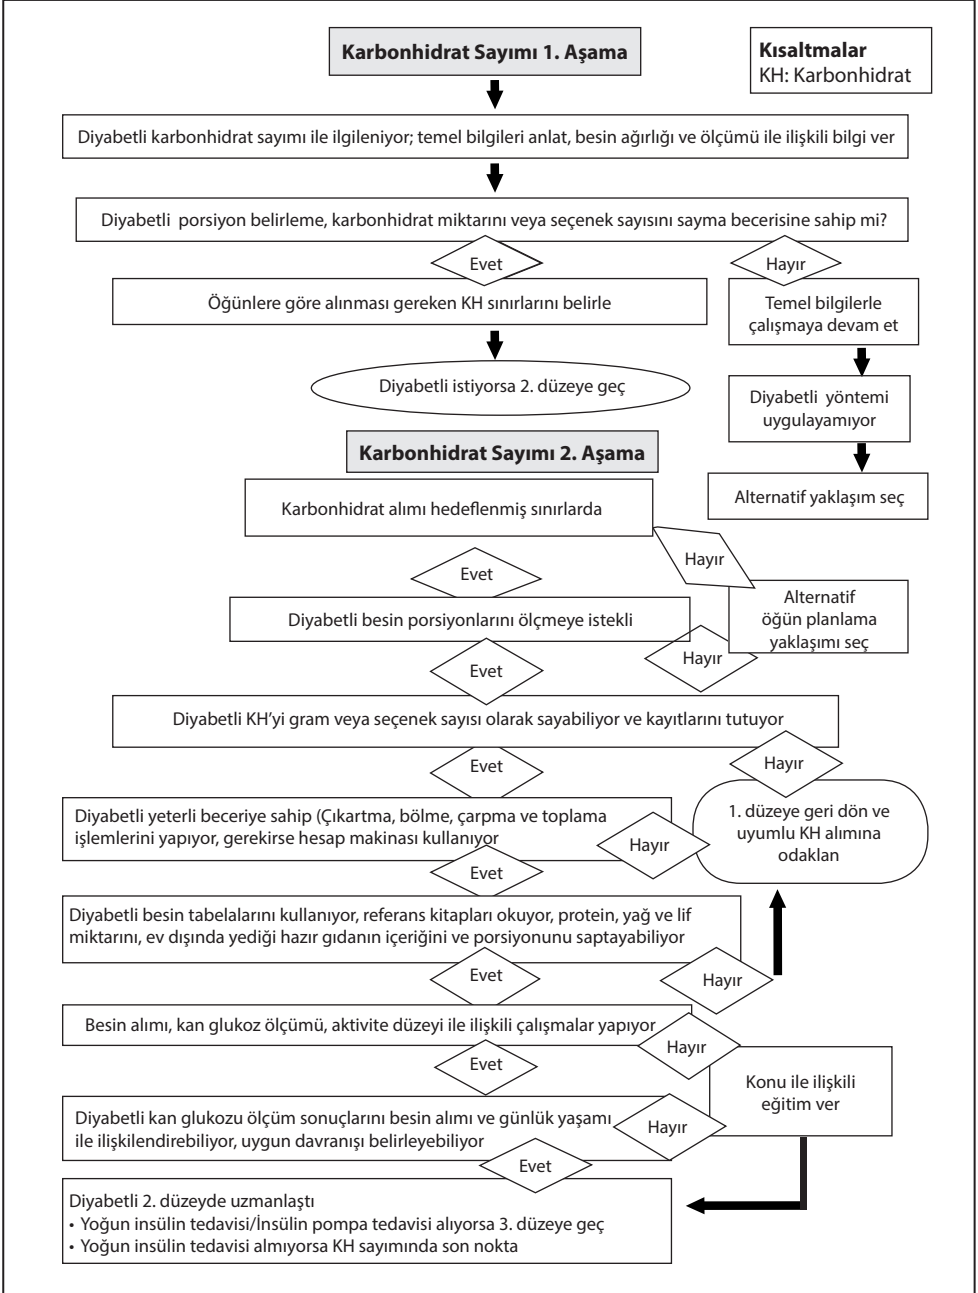 Karbonhidrat Sayımı 1. Aşama
Kısaltmalar
KH: Karbonhidrat
Diyabetli karbonhidrat sayımı ile ilgileniyor; temel bilgileri anlat, besin ağırlığı ve ölçümü ile ilişkili bilgi ver
Diyabetli porsiyon belirleme, karbonhidrat miktarını veya seçenek sayısını sayma becerisine sahip mi?
Evet
Hayır
Öğünlere göre alınması gereken KH sınırlarını belirle
Temel bilgilerle
çalışmaya devam et
Diyabetli istiyorsa 2. düzeye geç
Diyabetli yöntemi
uygulayamıyor
Alternatif yaklaşım seç
Karbonhidrat Sayımı 2. Aşama
Karbonhidrat alımı hedeflenmiş sınırlarda
Hayır
Evet
Alternatif
öğün planlama
yaklaşımı seç
Diyabetli besin porsiyonlarını ölçmeye istekli
Hayır
Evet
Diyabetli KH'yi gram veya seçenek sayısı olarak sayabiliyor ve kayıtlarını tutuyor
Hayır
Evet
1. düzeye geri dön ve
uyumlu KH alımına
odaklan
Diyabetli yeterli beceriye sahip (Çıkartma, bölme, çarpma ve toplama
işlemlerini yapıyor, gerekirse hesap makinası kullanıyor
Hayır
Evet
Diyabetli besin tabelalarını kullanıyor, referans kitapları okuyor, protein, yağ ve lif
miktarını, ev dışında yediği hazır gıdanın içeriğini ve porsiyonunu saptayabiliyor
Hayır
Evet
Besin alımı, kan glukoz ölçümü, aktivite düzeyi ile ilişkili çalışmalar yapıyor
Hayır
Evet
Konu ile ilişkili
eğitim ver
Diyabetli kan glukozu ölçüm sonuçlarını besin alımı ve günlük yaşamı
ile ilişkilendirebiliyor, uygun davranışı belirleyebiliyor
Hayır
Evet
Diyabetli 2. düzeyde uzmanlaştı
• Yoğun insülin tedavisi/İnsülin pompa tedavisi alıyorsa 3. düzeye geç
• Yoğun insülin tedavisi almıyorsa KH sayımında son nokta